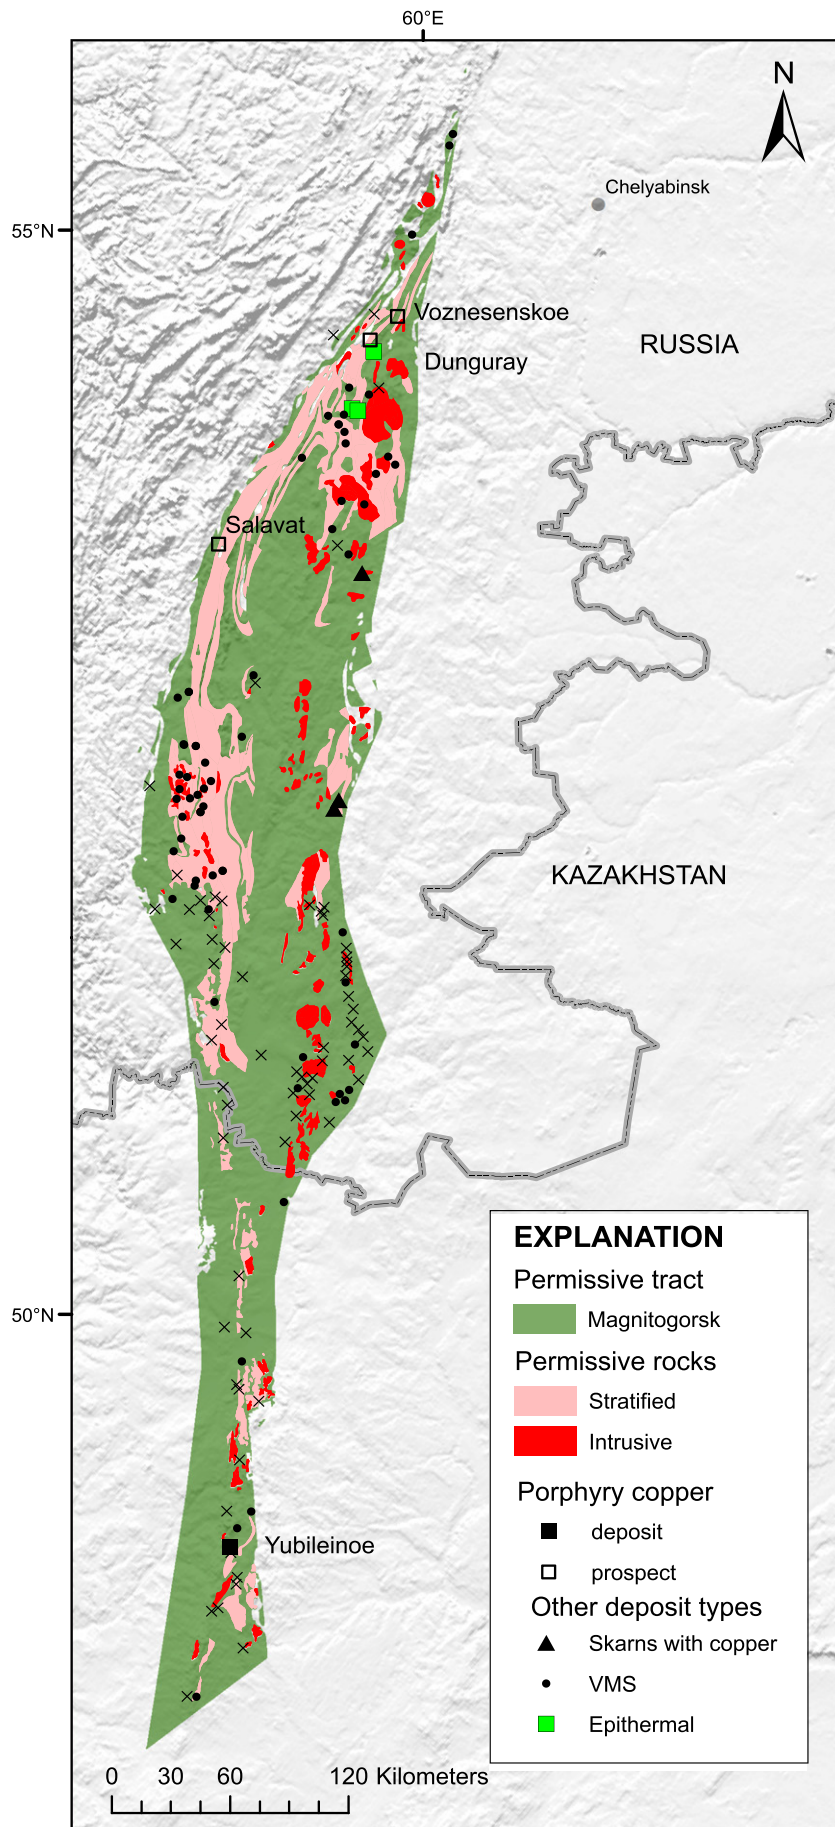 60°E
N
Chelyabinsk
55°N
Voznesenskoe
RUSSIA
Dunguray
Salavat
KAZAKHSTAN
50°N
Yubileinoe
EXPLANATION
Permissive tract
Magnitogorsk
Permissive rocks
Stratified
Intrusive
Porphyry copper
deposit
prospect
Other deposit types
Skarns with copper
VMS
Epithermal
0 30 60 120 Kilometers